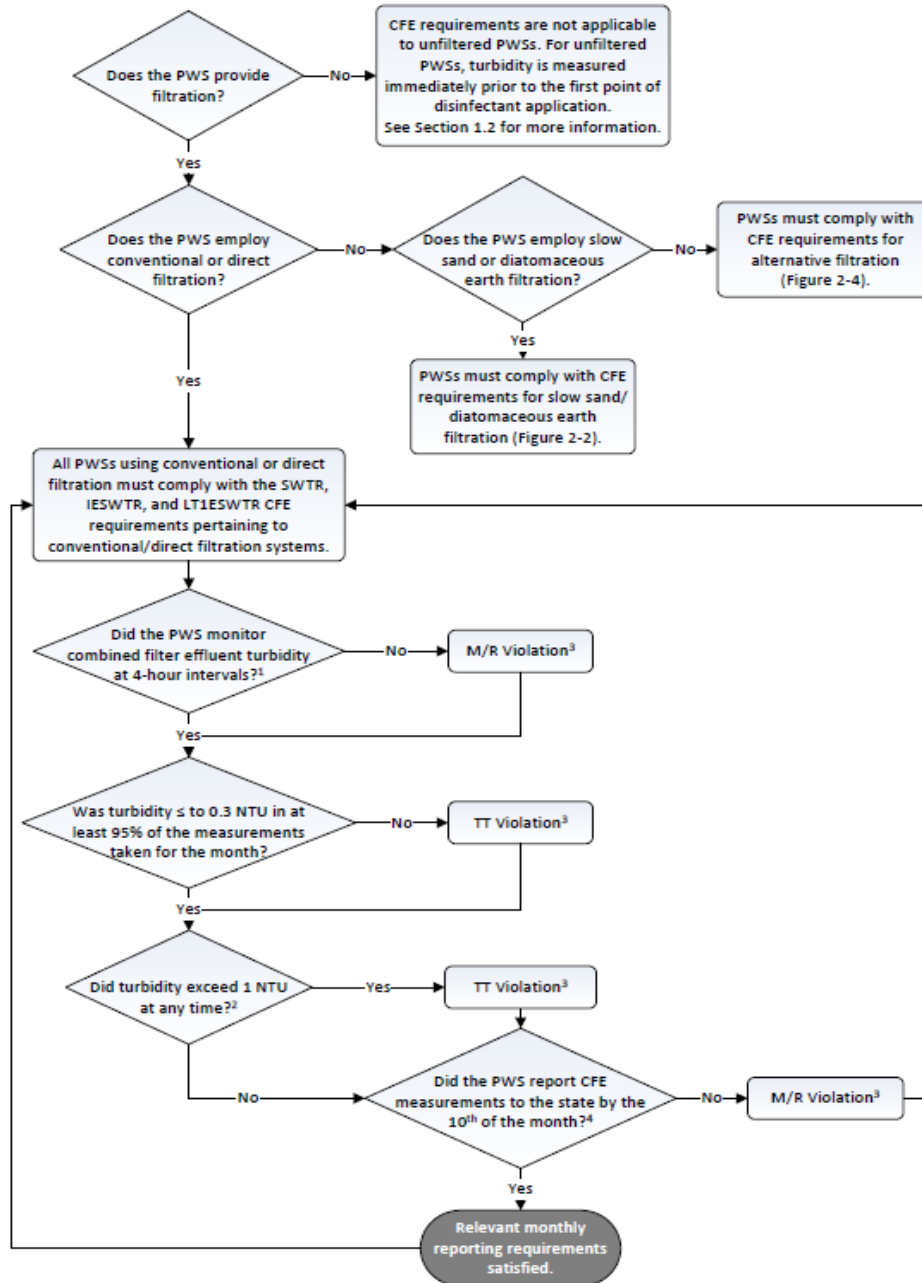 Does the PWS provide
filtration?
No
CFE requirements are not applicable
to unfiltered PWSs. For unfiltered
PWSs, turbidity is measured
immediately prior to the first point of
disinfectant application.
See Section 1.2 for more information.
Yes
Does the PWS employ
conventional or direct
filtration?
No
Does the PWS employ slow
sand or diatomaceous
earth filtration?
No
PWSs must comply with
CFE requirements for
alternative filtration
(Figure 2-4).
Yes
PWSs must comply with CFE
requirements for slow sand/
diatomaceous earth
filtration (Figure 2-2).
Yes
All PWSs using conventional or direct
filtration must comply with the SWTR,
IESWTR, and LT1ESWTR CFE
requirements pertaining to
conventional/direct filtration systems.
Did the PWS monitor
combined filter effluent turbidity
at 4-hour intervals?¹
No
M/R Violation³
Yes
Was turbidity ≤ to 0.3 NTU in at
least 95% of the measurements
taken for the month?
No
TT Violation³
Yes
Did turbidity exceed 1 NTU
at any time?²
Yes
TT Violation³
No
Did the PWS report CFE
measurements to the state by the
10th of the month?⁴
No
M/R Violation³
Yes
Relevant monthly
reporting requirements
satisfied.